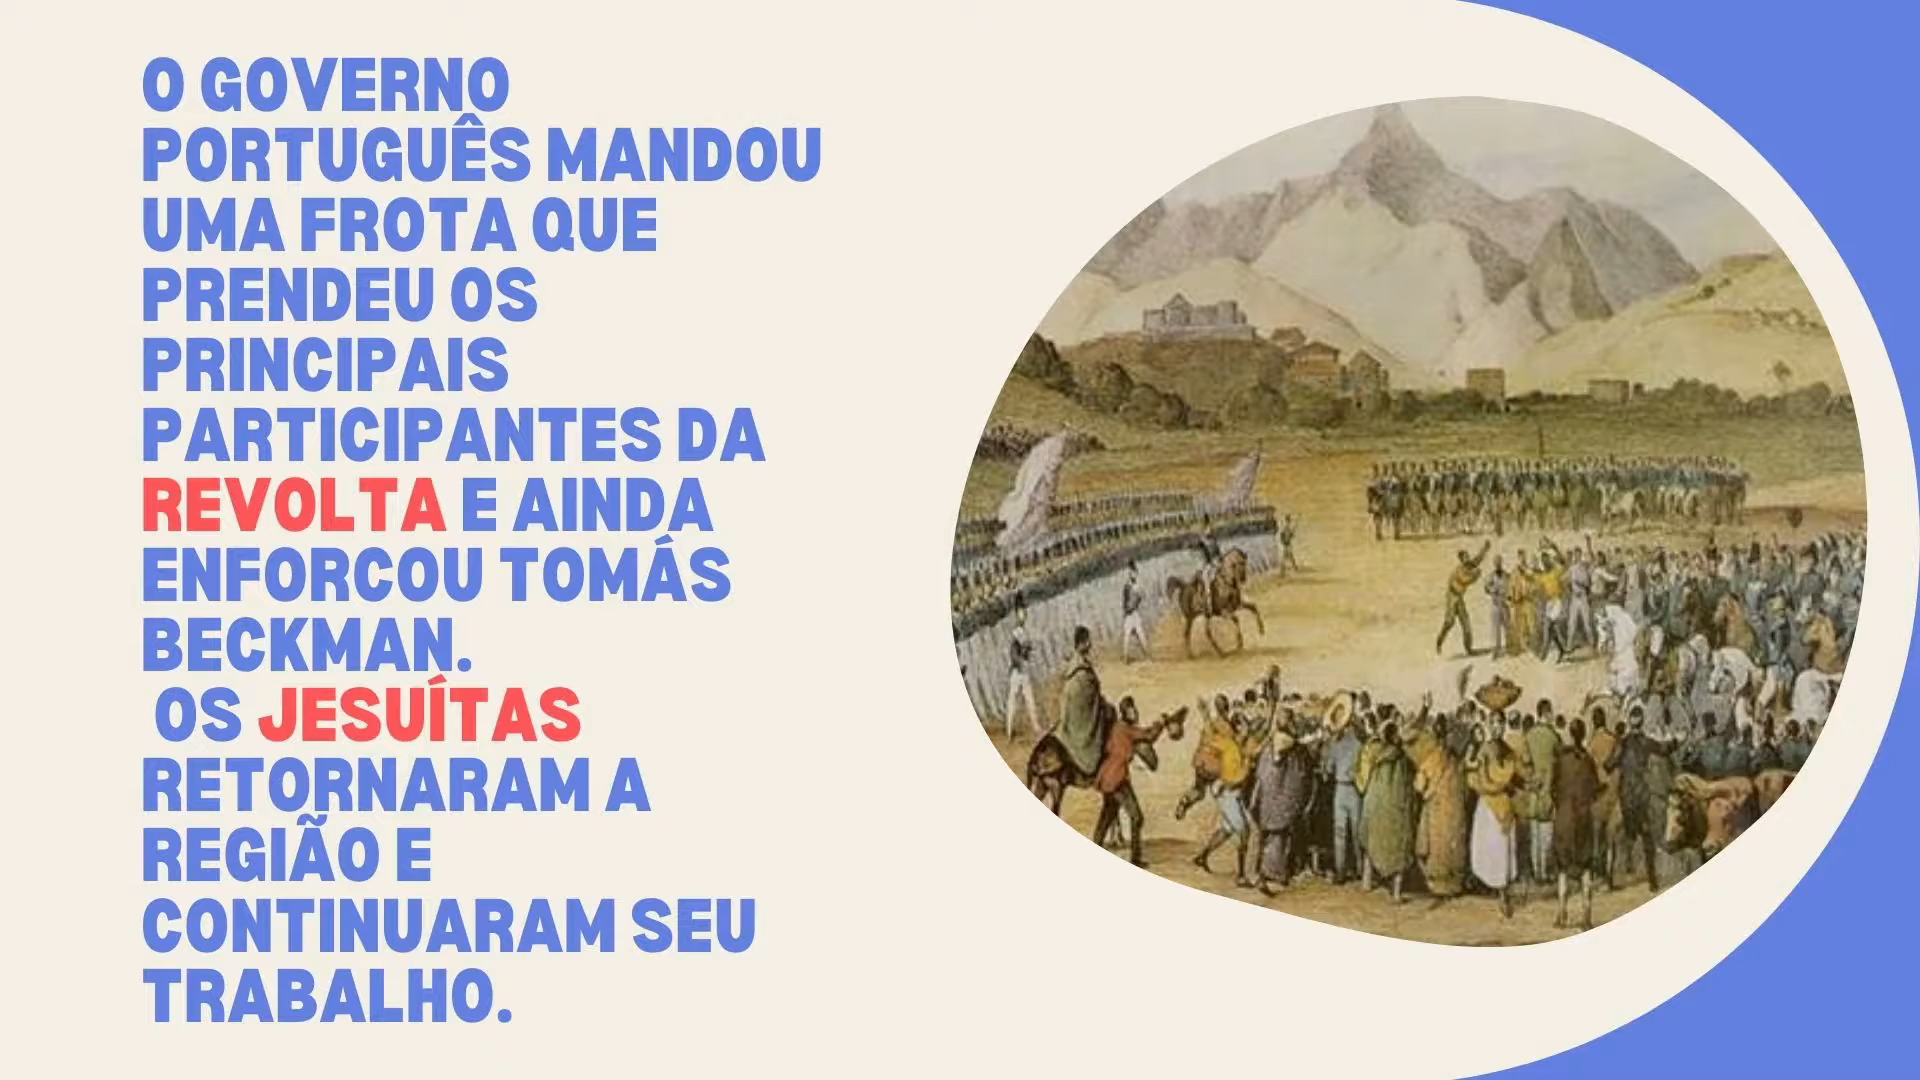 O GOVERNO
PORTUGUÊS MANDOU
UMA FROTA QUE
PRENDEU OS
PRINCIPAIS
PARTICIPANTES DA
REVOLTA E AINDA
ENFORCOU TOMÁS
BECKMAN.
OS JESUÍTAS
RETORNARAM A
REGIÃO E
CONTINUARAM SEU
TRABALHO.